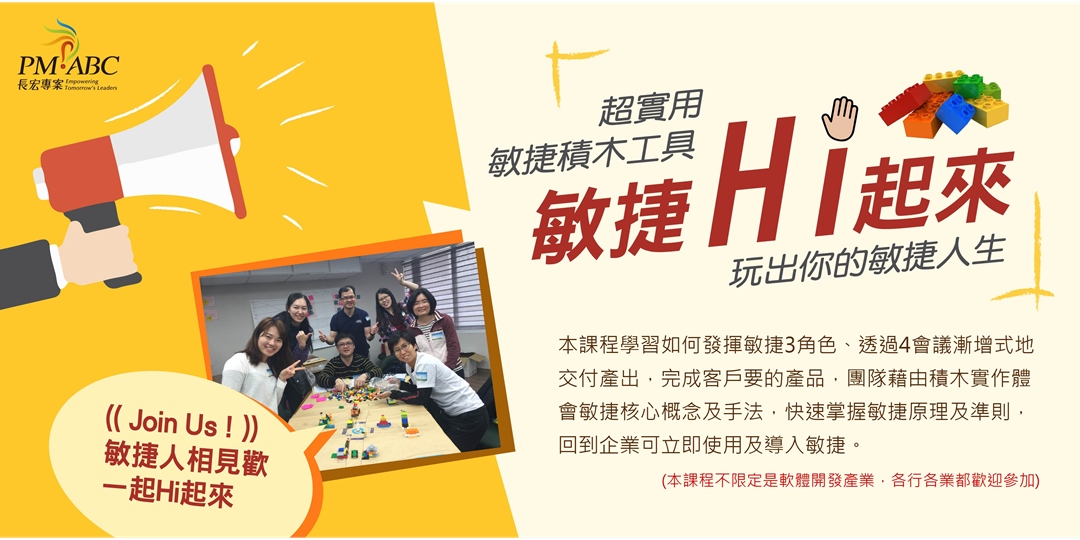 PM ABC
長宏專案 Empowering Tomorrow's Leaders
超實用
敏捷積木工具
敏捷Hi起來
玩出你的敏捷人生
本課程學習如何發揮敏捷3角色、透過4會議漸增式地
交付產出，完成客戶要的產品，團隊藉由積木實作體
會敏捷核心概念及手法，快速掌握敏捷原理及準則，
回到企業可立即使用及導入敏捷。
(本課程不限定是軟體開發產業，各行各業都歡迎參加)
(( Join Us ! ))
敏捷人相見歡
一起Hi起來